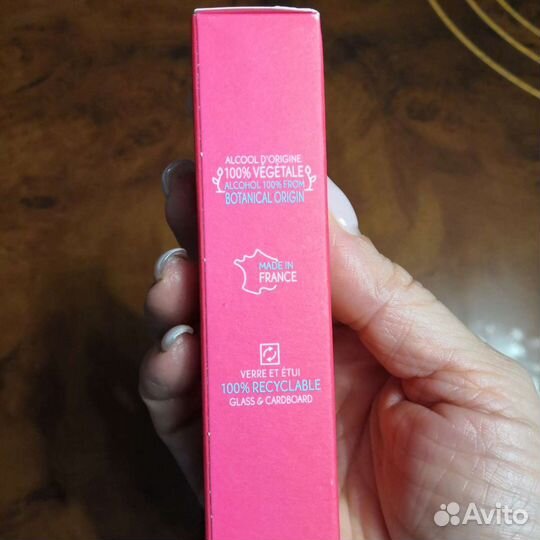 ALCOOL D'ORIGINE
100% VÉGÉTALE
ALCOHOL 100% FROM
BOTANICAL ORIGIN
MADE IN
FRANCE
VERRE ET ÉTUI
100% RECYCLABLE
GLASS & CARDBOARD
Avito